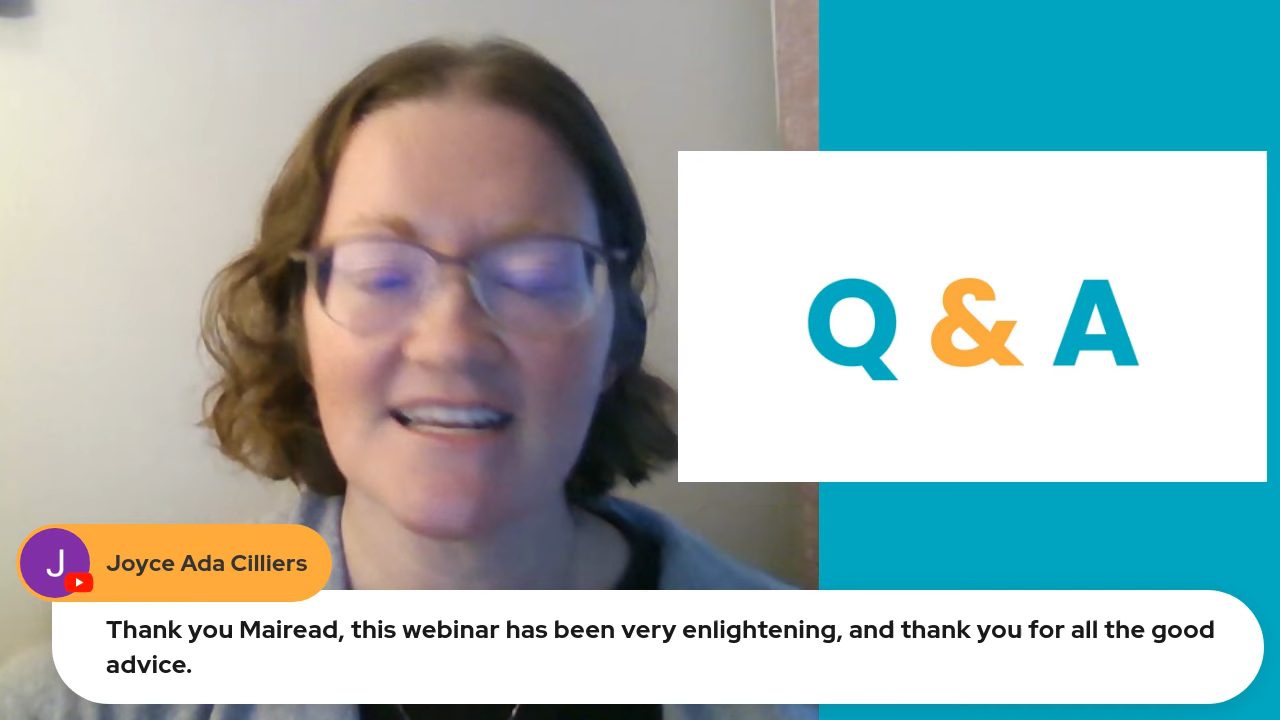 Q & A
J
Joyce Ada Cilliers
Thank you Mairead, this webinar has been very enlightening, and thank you for all the good
advice.